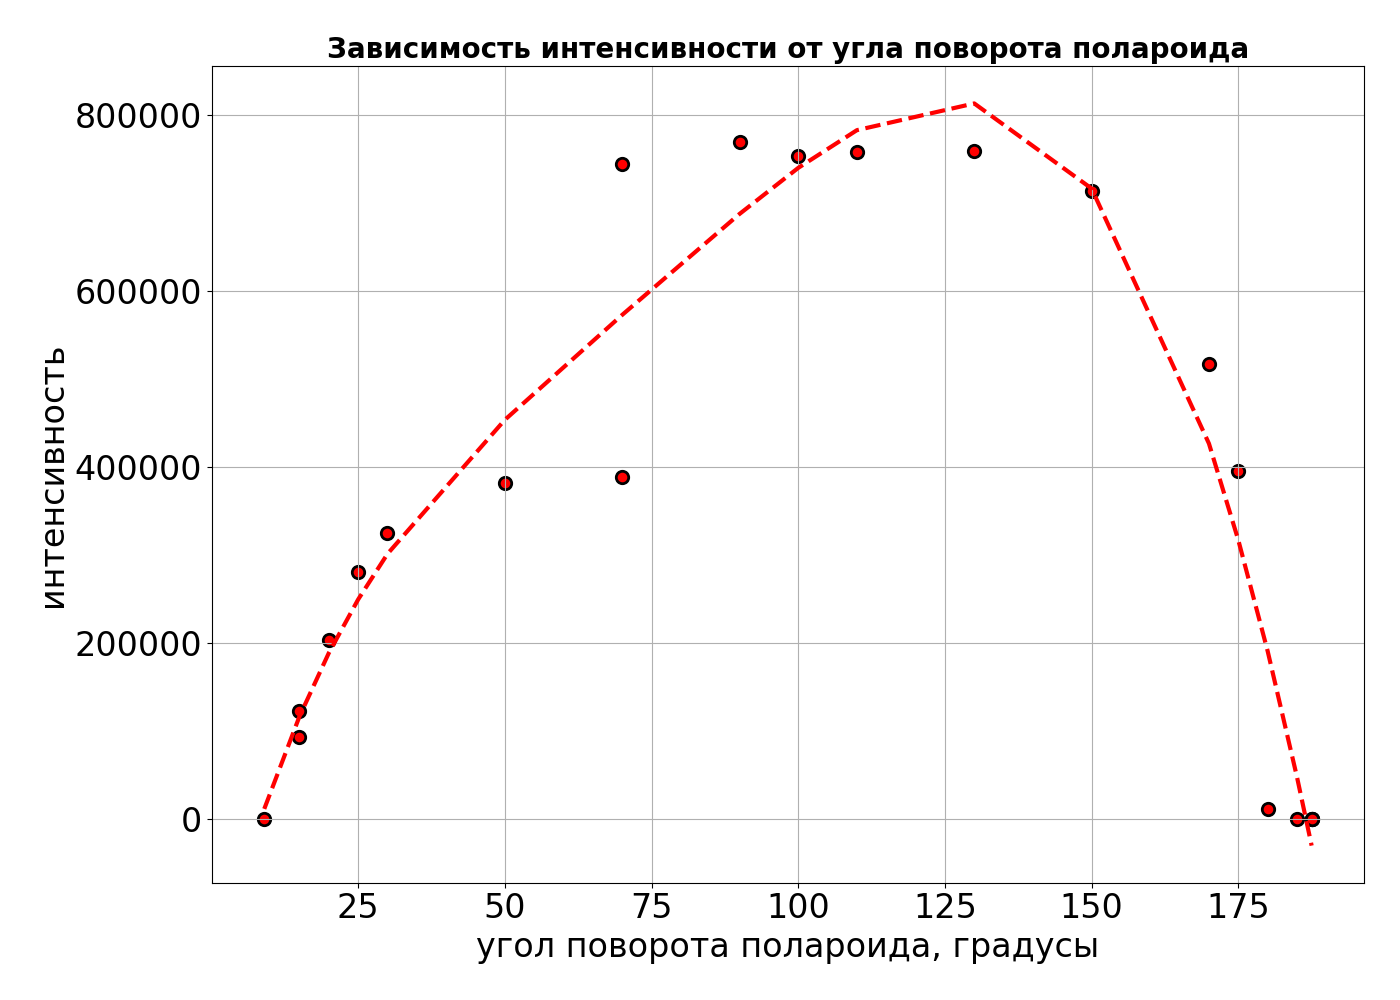 Зависимость интенсивности от угла поворота полароида
800000
600000
400000
200000
0
интенсивность
25 50 75 100 125 150 175
угол поворота полароида, градусы